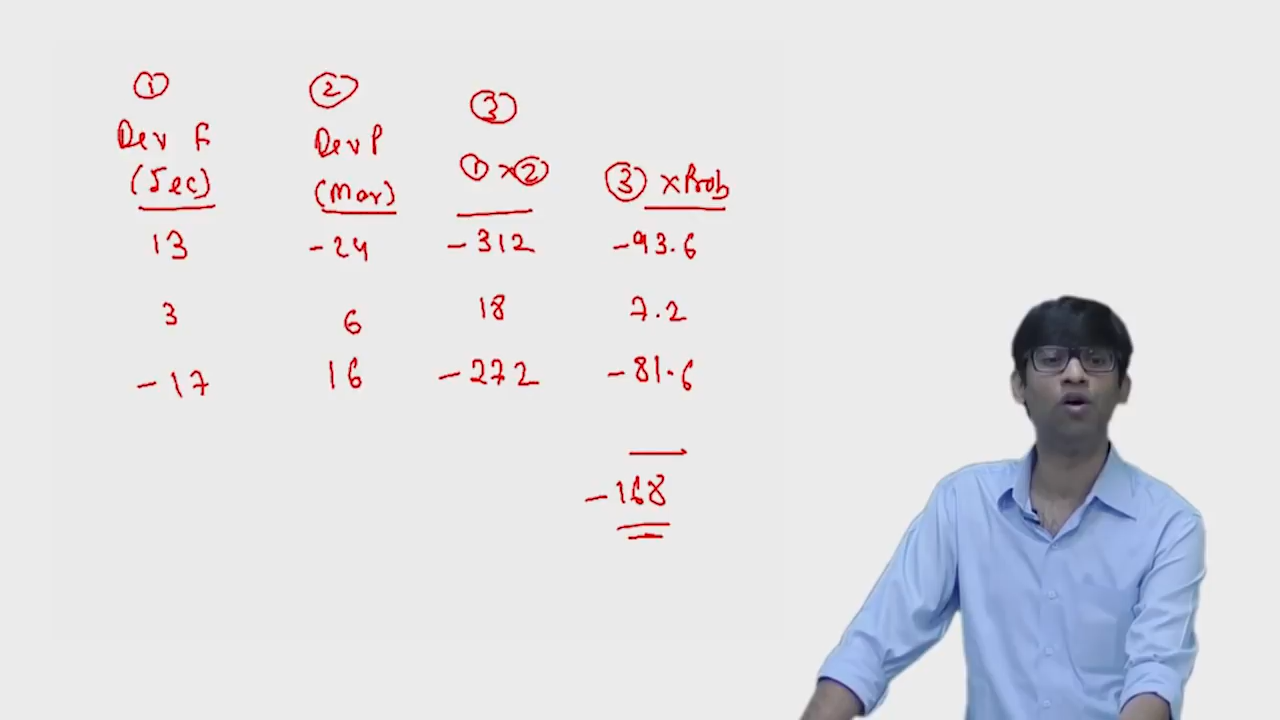 ① ② ③
Dev F Dev P ① × ② ③ × Prob
(Sec) (Mar)
13 -24 -312 -93.6
3 6 18 7.2
-17 16 -272 -81.6
-168